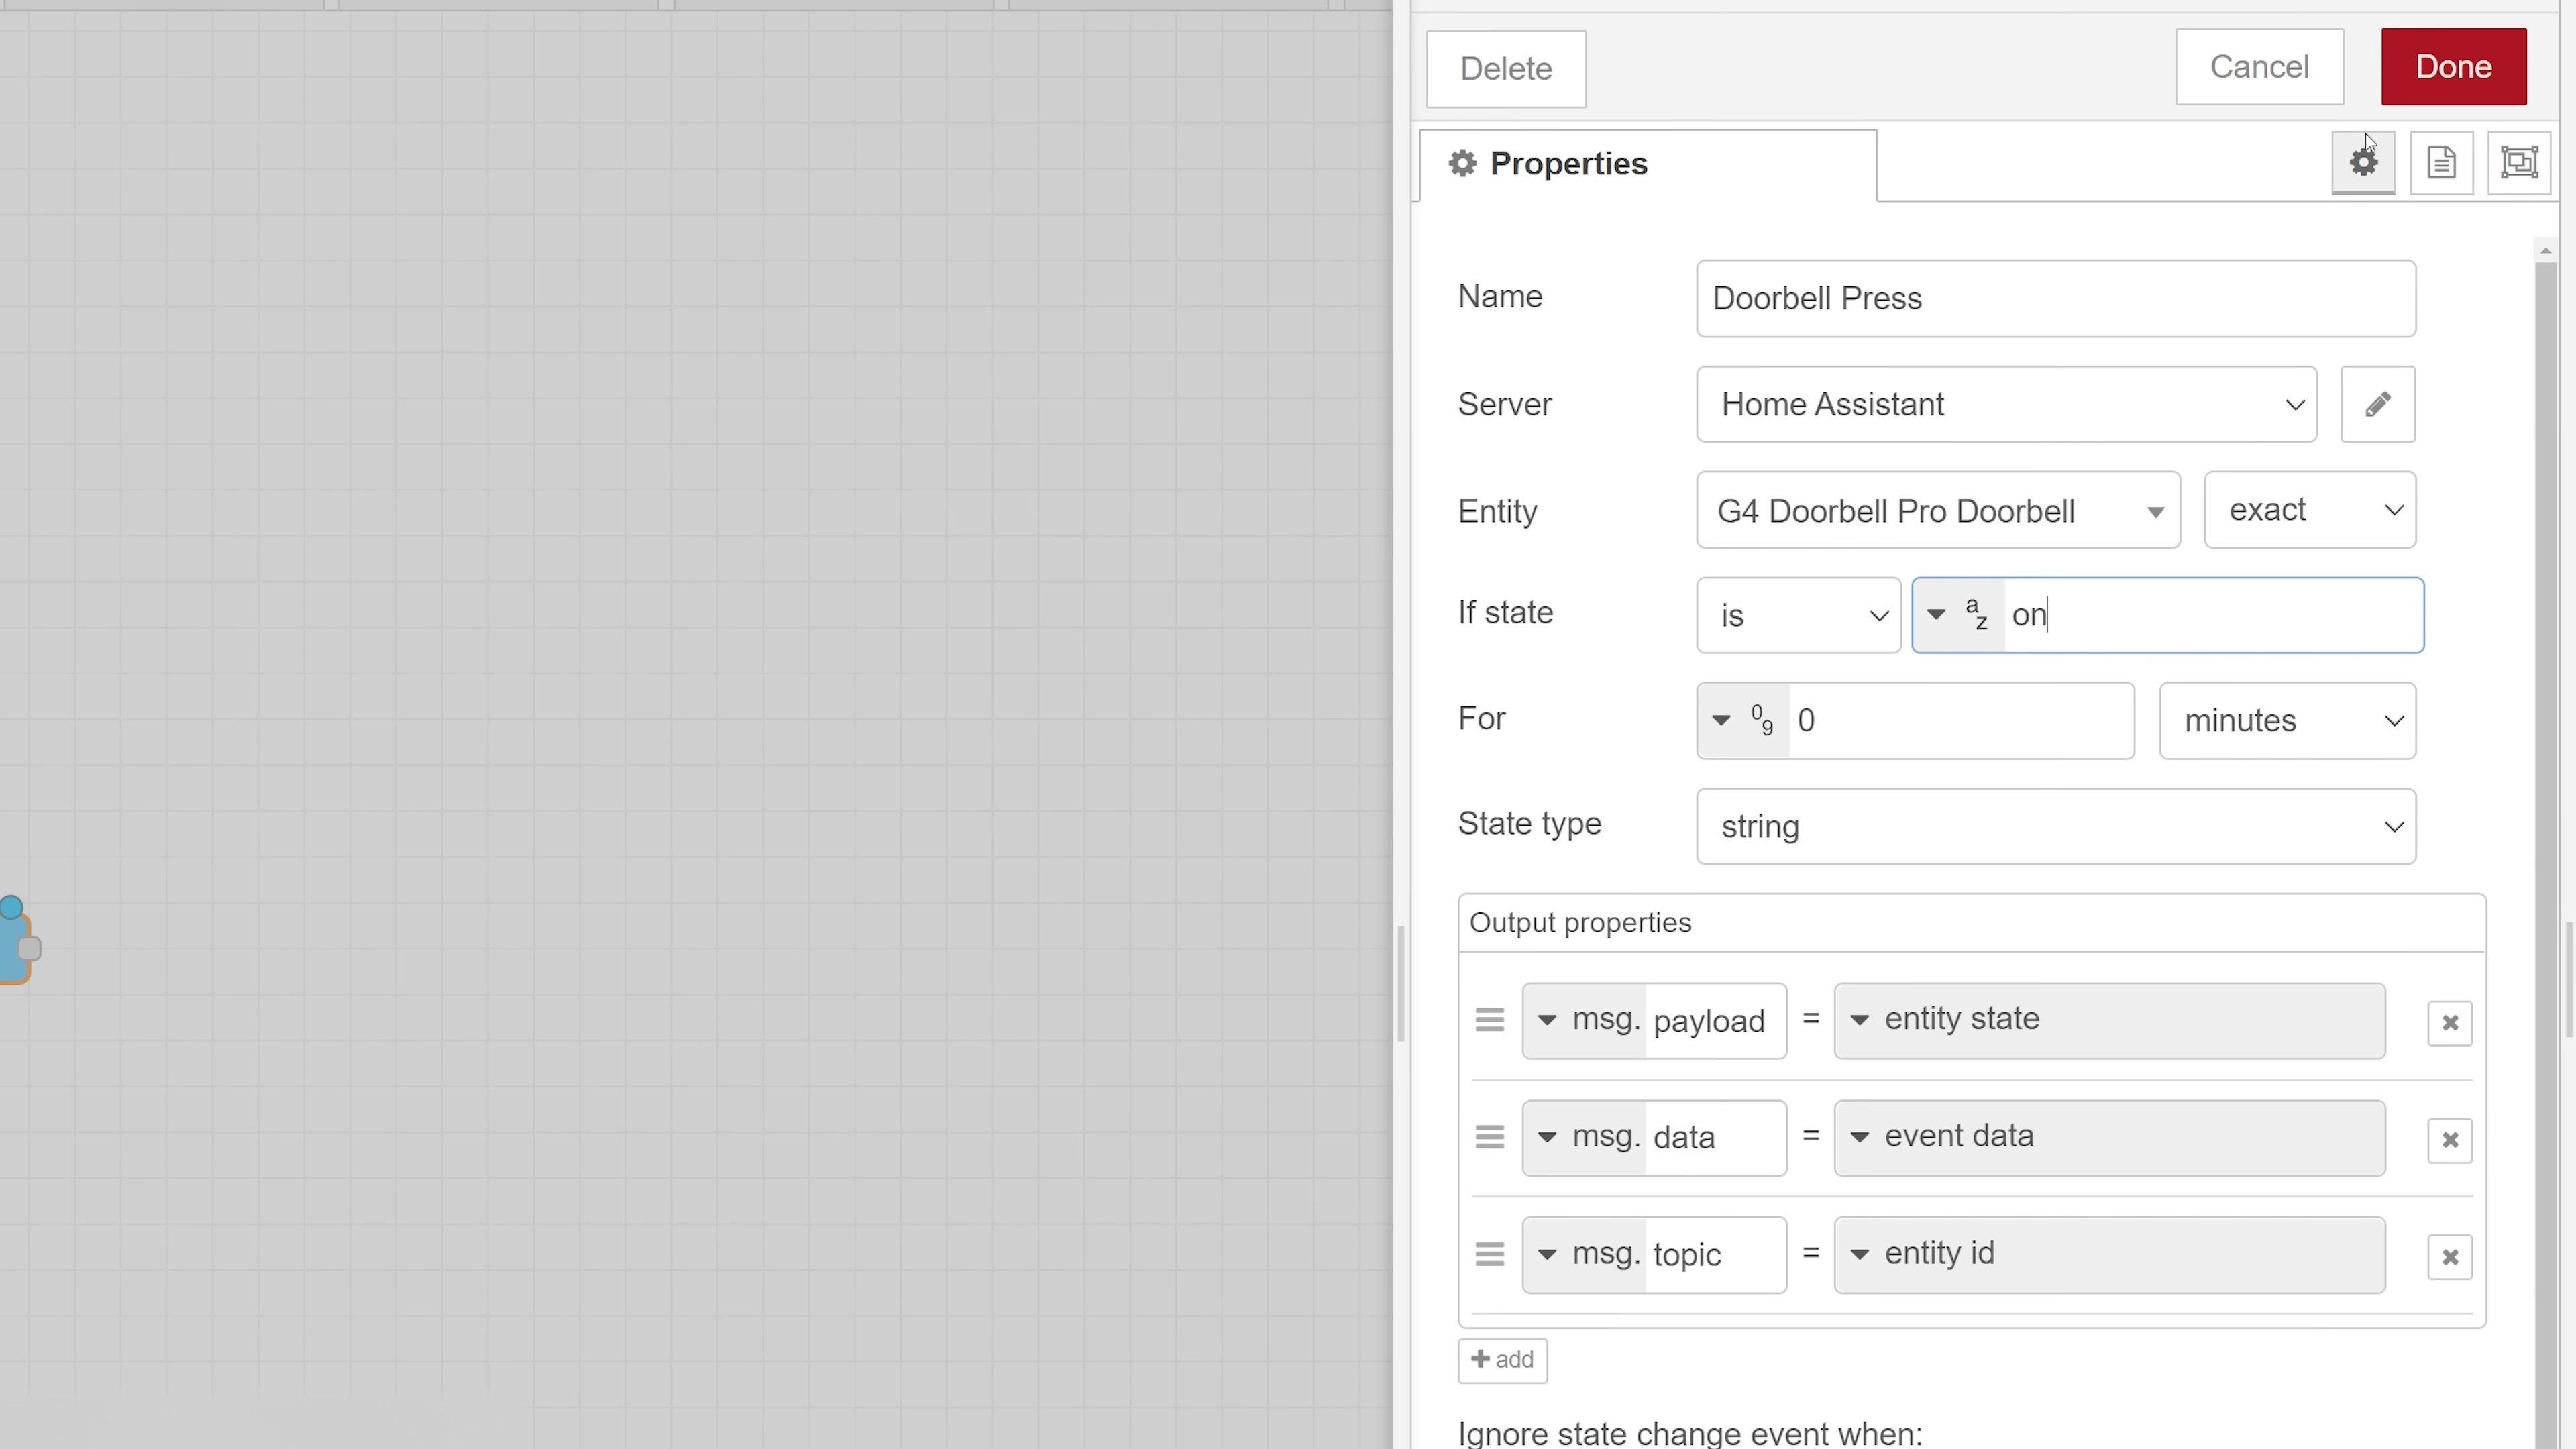 Delete Cancel Done
Properties
Name Doorbell Press
Server Home Assistant
Entity G4 Doorbell Pro Doorbell exact
If state is a z on
For 0 9 0 minutes
State type string
Output properties
msg. payload = entity state
msg. data = event data
msg. topic = entity id
+ add
Ignore state change event when: